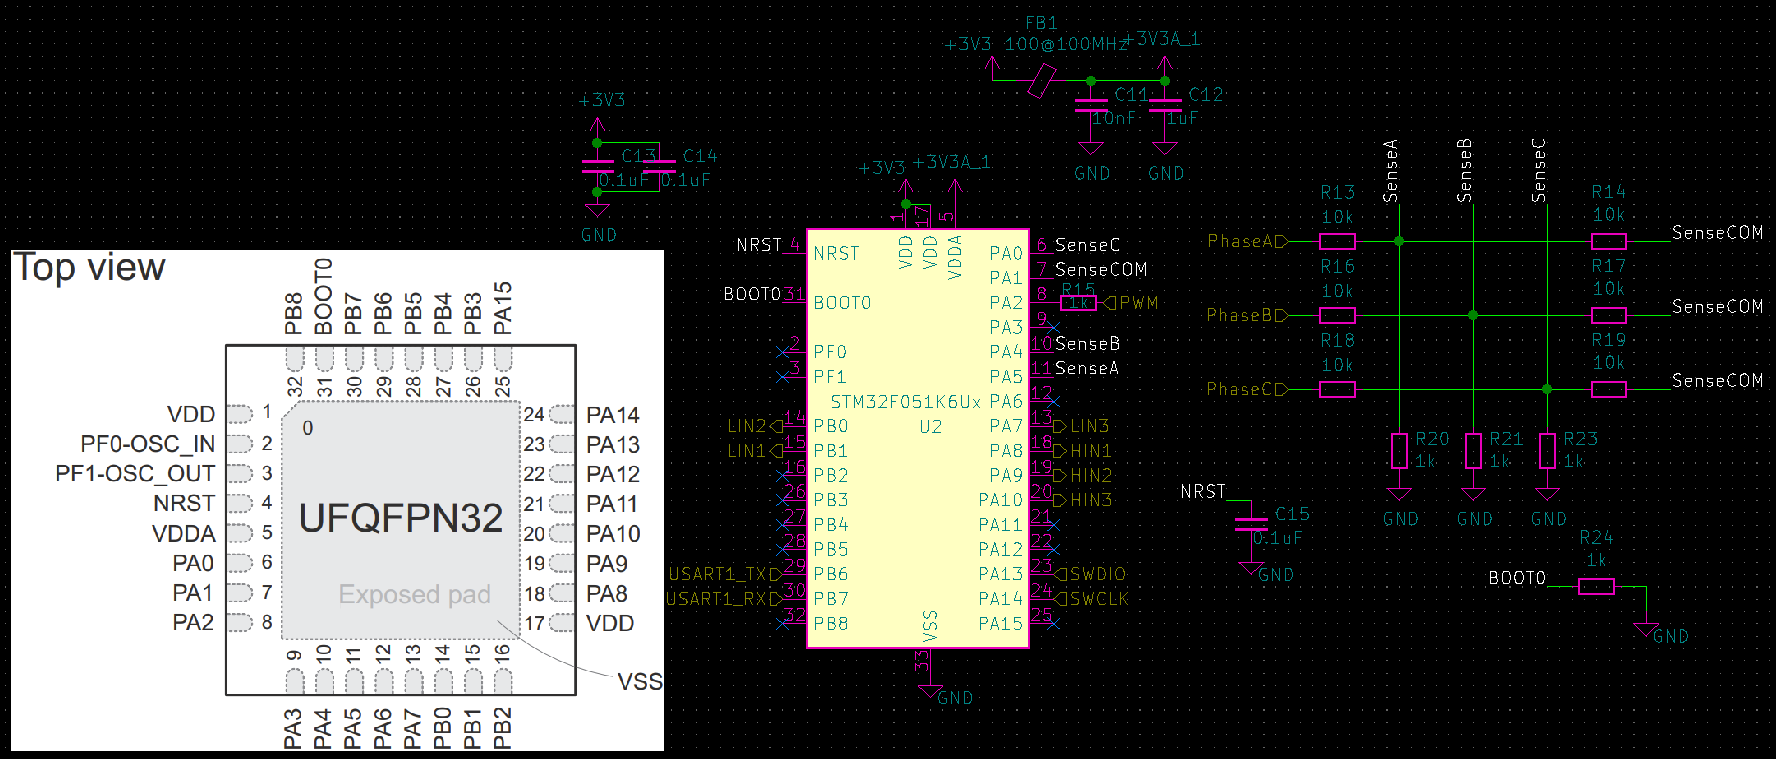 FB1
+3V3 100@100MHz +3V3A_1
C11 C12
10nF 1uF
GND GND
+3V3
C13 C14
0.1uF 0.1uF
GND
+3V3 +3V3A_1
1 17 5
VDD VDD VDDA
NRST 4 NRST
BOOT0 31 BOOT0
2 PF0
3 PF1
STM32F051K6Ux
U2
LIN2 14 PB0
LIN1 15 PB1
16 PB2
26 PB3
27 PB4
28 PB5
USART1_TX 29 PB6
USART1_RX 30 PB7
32 PB8
PA0 6 SenseC
PA1 7 SenseCOM
R15
PA2 8 1k PWM
PA3 9
PA4 10 SenseB
PA5 11 SenseA
PA6 12
PA7 13 LIN3
PA8 18 HIN1
PA9 19 HIN2
PA10 20 HIN3
PA11 21
PA12 22
PA13 23 SWDIO
PA14 24 SWCLK
PA15 25
VSS
33
GND
SenseA SenseB SenseC
R13 R14
10k 10k
PhaseA SenseCOM
R16 R17
10k 10k
PhaseB SenseCOM
R18 R19
10k 10k
PhaseC SenseCOM
R20 R21 R23
1k 1k 1k
GND GND GND
NRST
C15
0.1uF
GND
R24
1k
BOOT0
GND
Top view
PB8 BOOT0 PB7 PB6 PB5 PB4 PB3 PA15
32 31 30 29 28 27 26 25
VDD 1 24 PA14
0
PF0-OSC_IN 2 23 PA13
PF1-OSC_OUT 3 22 PA12
NRST 4 21 PA11
UFQFPN32
VDDA 5 20 PA10
PA0 6 19 PA9
PA1 7 18 PA8
Exposed pad
PA2 8 17 VDD
9 10 11 12 13 14 15 16
VSS
PA3 PA4 PA5 PA6 PA7 PB0 PB1 PB2